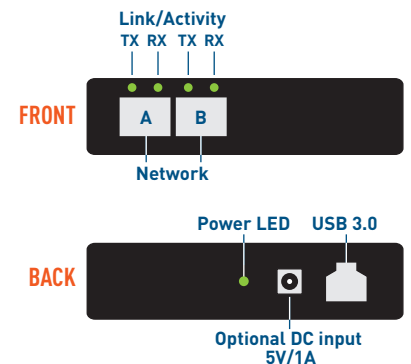 Link/Activity
TX RX TX RX
FRONT
A B
Network
Power LED USB 3.0
BACK
Optional DC input
5V/1A